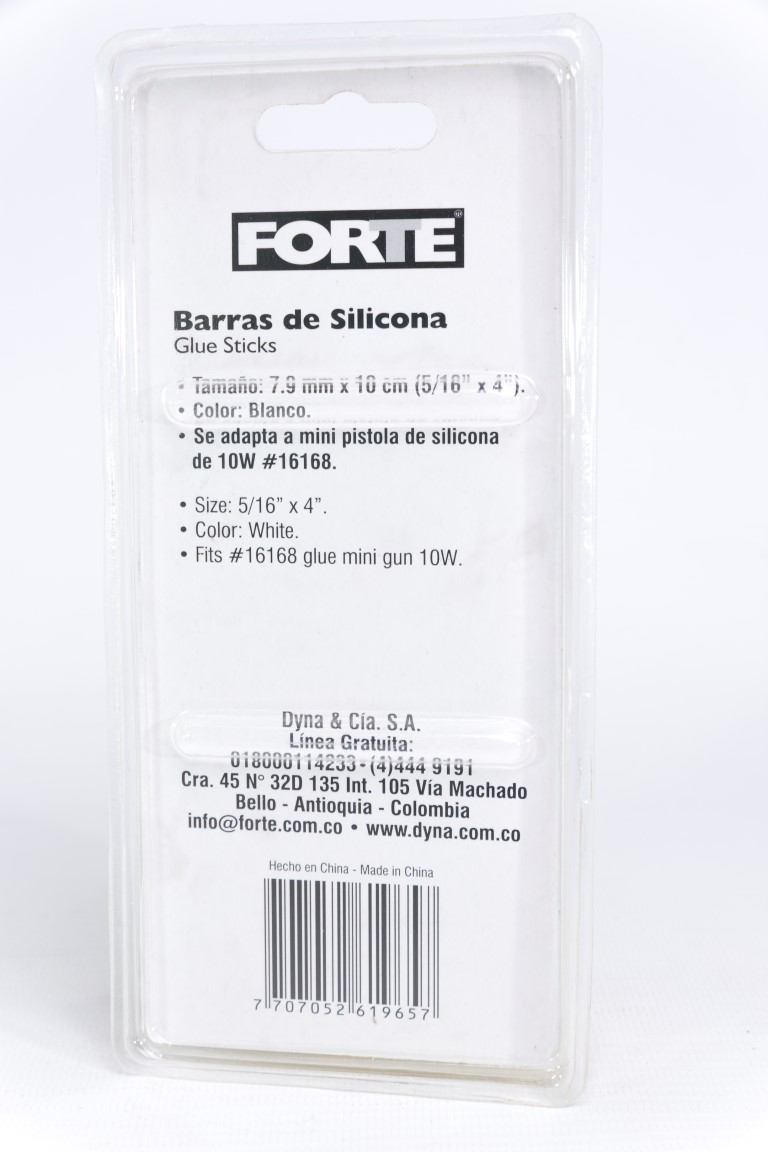 FORTE®
Barras de Silicona
Glue Sticks
• Tamaño: 7.9 mm x 10 cm (5/16" x 4").
• Color: Blanco.
• Se adapta a mini pistola de silicona
de 10W #16168.
• Size: 5/16” x 4”.
• Color: White.
• Fits #16168 glue mini gun 10W.
Dyna & Cía. S.A.
Línea Gratuita:
018000114233 - (4)444 9191
Cra. 45 N° 32D 135 Int. 105 Vía Machado
Bello - Antioquia - Colombia
info@forte.com.co • www.dyna.com.co
Hecho en China - Made in China
7 707052 619657